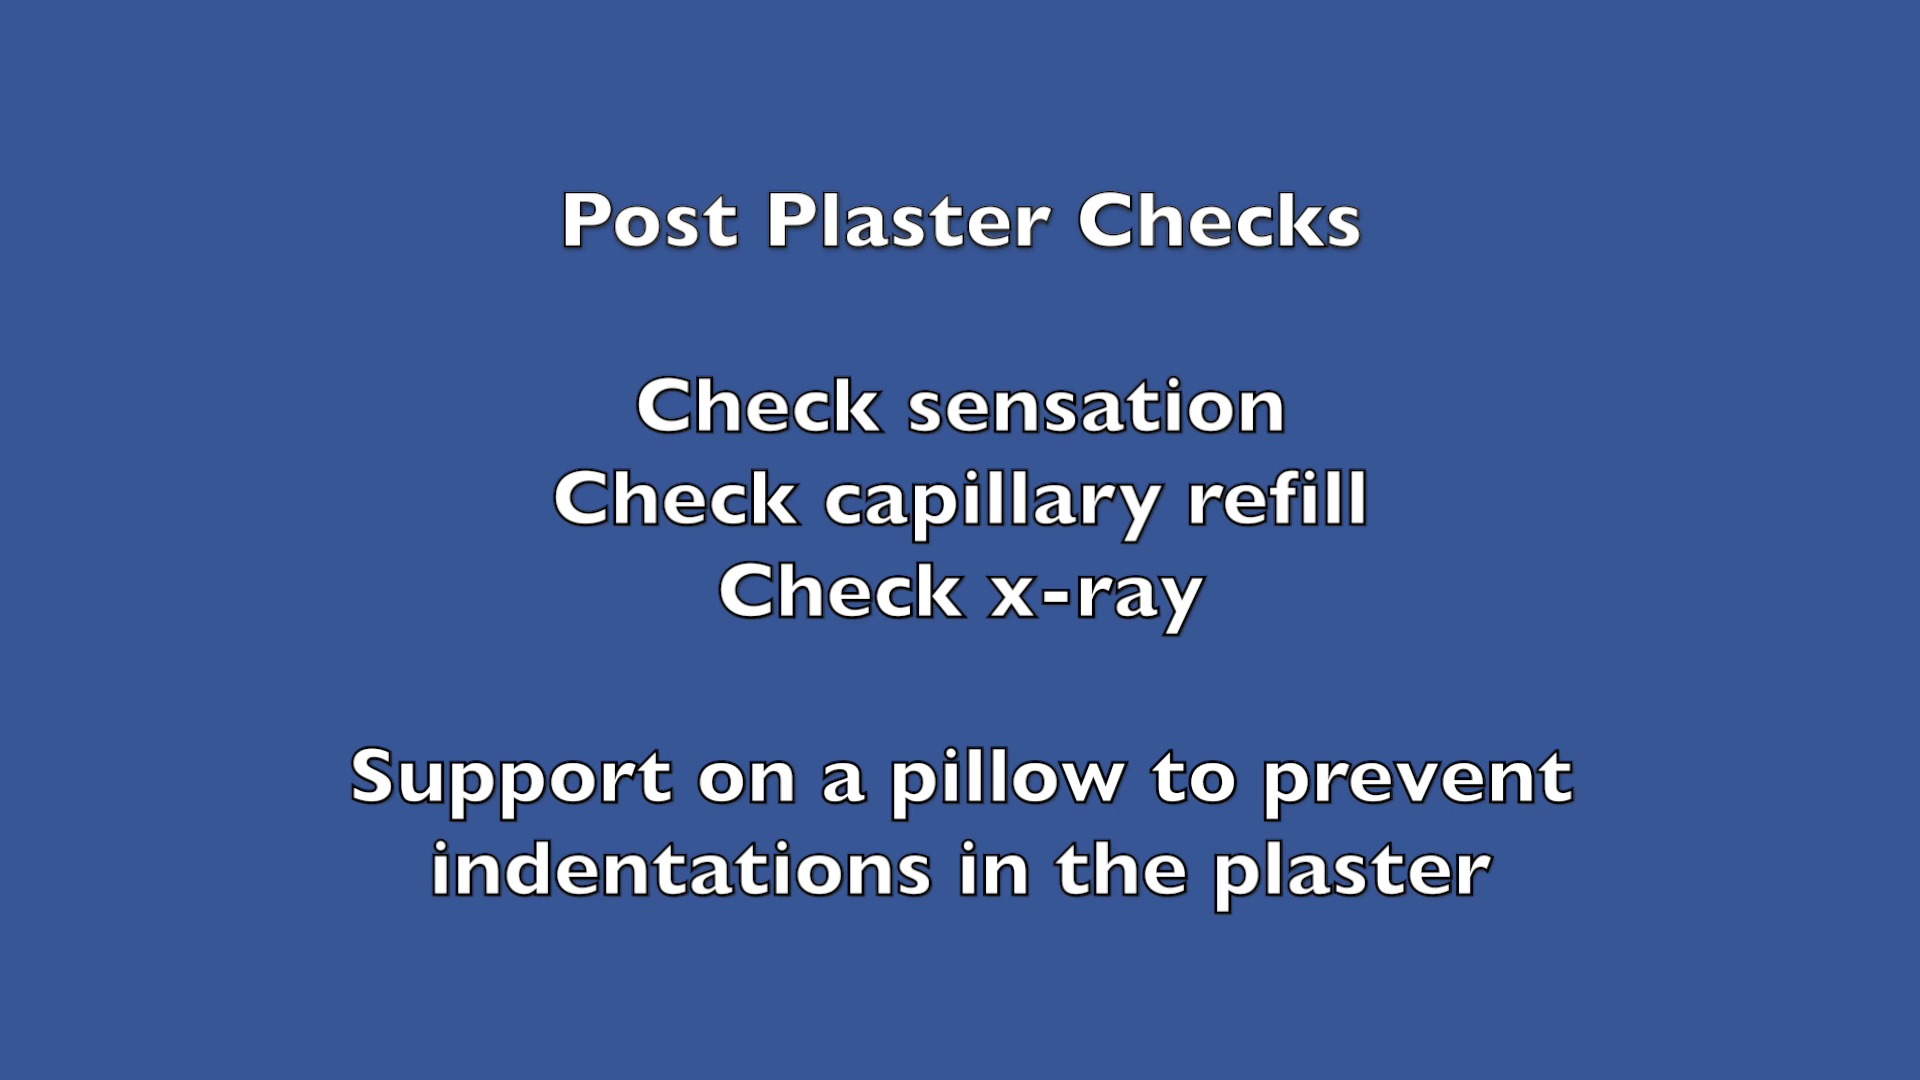 Post Plaster Checks
Check sensation
Check capillary refill
Check x-ray
Support on a pillow to prevent
indentations in the plaster